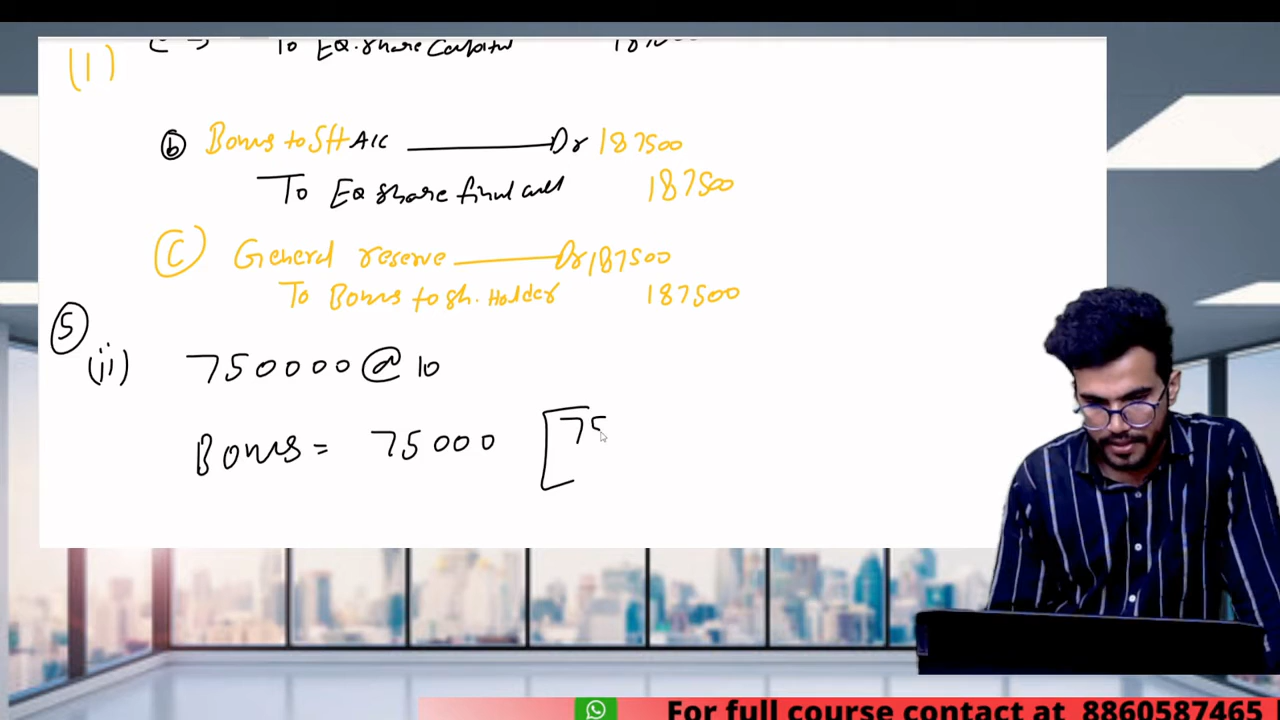 (1)
To Eq. share Capital
(b) Bonus to SH A/C Dr 187500
To Eq share final call 187500
(C) General reserve Dr 187500
To Bonus to sh. Holder 187500
(5)
(ii) 750000 @ 10
Bonus = 75000 [75
For full course contact at 8860587465